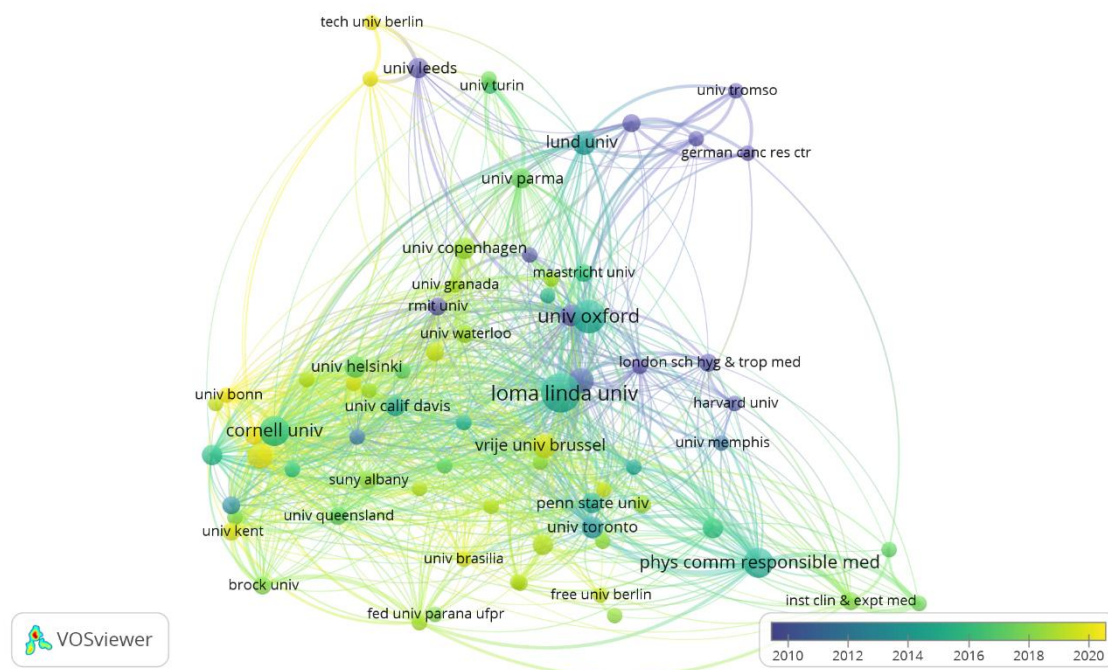 tech univ berlin
univ leeds
univ turin
univ tromso
lund univ
german canc res ctr
univ parma
univ copenhagen
maastricht univ
univ granada
rmit univ
univ oxford
univ waterloo
univ helsinki
london sch hyg & trop med
univ bonn
loma linda univ
univ calif davis
harvard univ
cornell univ
vrije univ brussel
univ memphis
suny albany
penn state univ
univ queensland
univ toronto
univ kent
univ brasilia
phys comm responsible med
brock univ
free univ berlin
inst clin & expt med
fed univ parana ufpr
VOSviewer
2010 2012 2014 2016 2018 2020